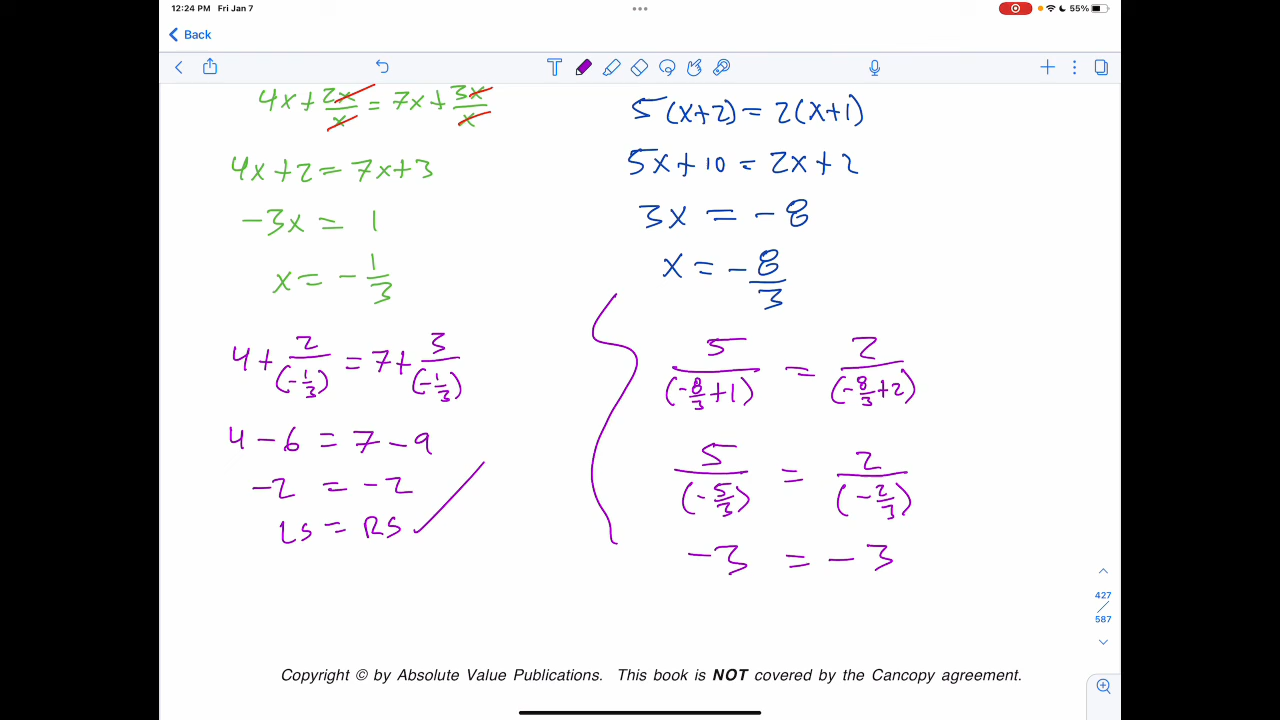 12:24 PM Fri Jan 7
55%
Back
4x + 2x/x = 7x + 3x/x
4x + 2 = 7x + 3
-3x = 1
x = -1/3
4 + 2/(-1/3) = 7 + 3/(-1/3)
4 - 6 = 7 - 9
-2 = -2
LS = RS ✓
5(x+2) = 2(x+1)
5x + 10 = 2x + 2
3x = -8
x = -8/3
5/(-8/3 + 1) = 2/(-8/3 + 2)
5/(-5/3) = 2/(-2/3)
-3 = -3
427
587
Copyright © by Absolute Value Publications. This book is NOT covered by the Cancopy agreement.